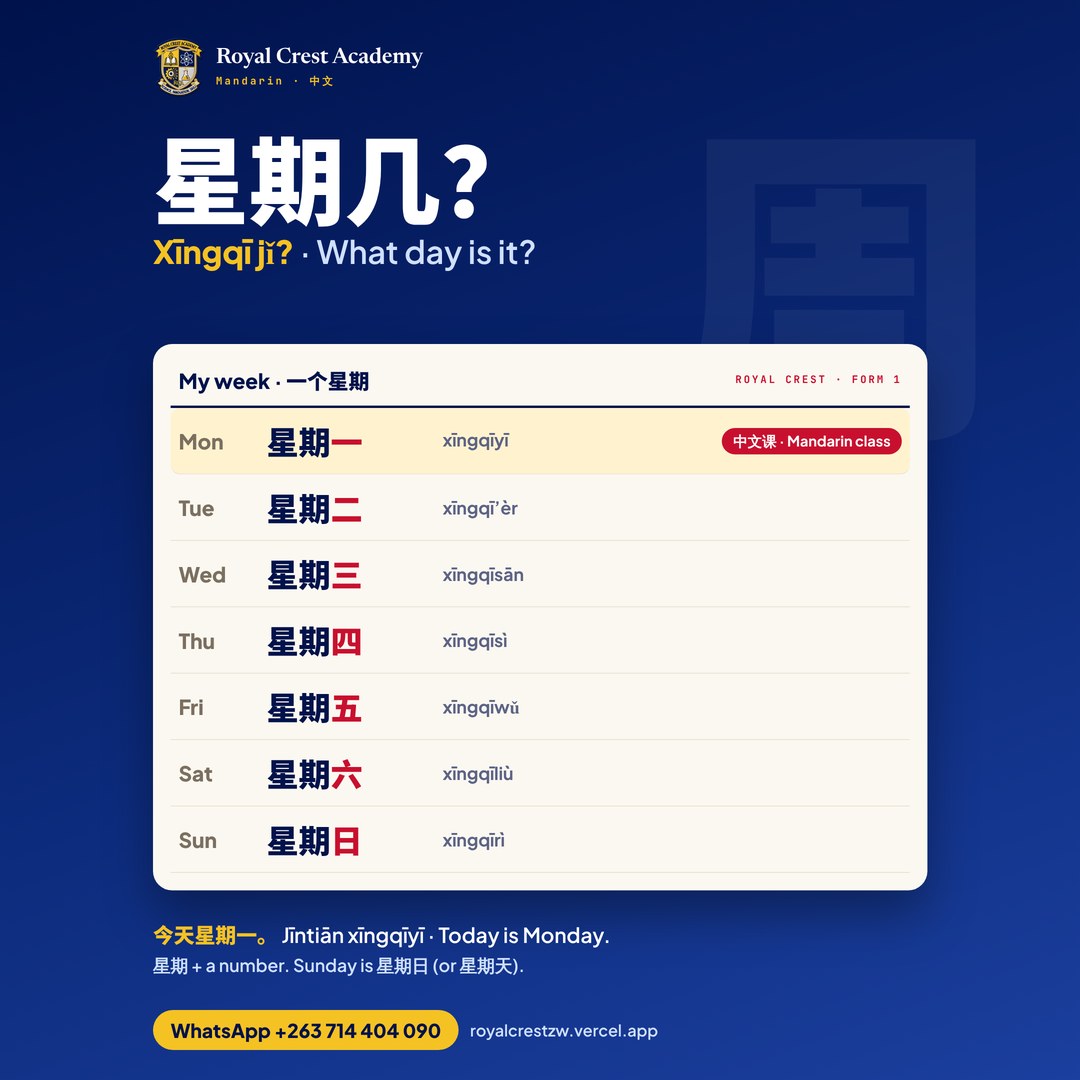 Royal Crest Academy
Mandarin · 中文
星期几?
Xīngqī jǐ? · What day is it?
周
My week · 一个星期
ROYAL CREST · FORM 1
Mon 星期一 xīngqīyī 中文课 · Mandarin class
Tue 星期二 xīngqī’èr
Wed 星期三 xīngqīsān
Thu 星期四 xīngqīsì
Fri 星期五 xīngqīwǔ
Sat 星期六 xīngqīliù
Sun 星期日 xīngqīrì
今天星期一。 Jīntiān xīngqīyī · Today is Monday.
星期 + a number. Sunday is 星期日 (or 星期天).
WhatsApp +263 714 404 090 royalcrestzw.vercel.app